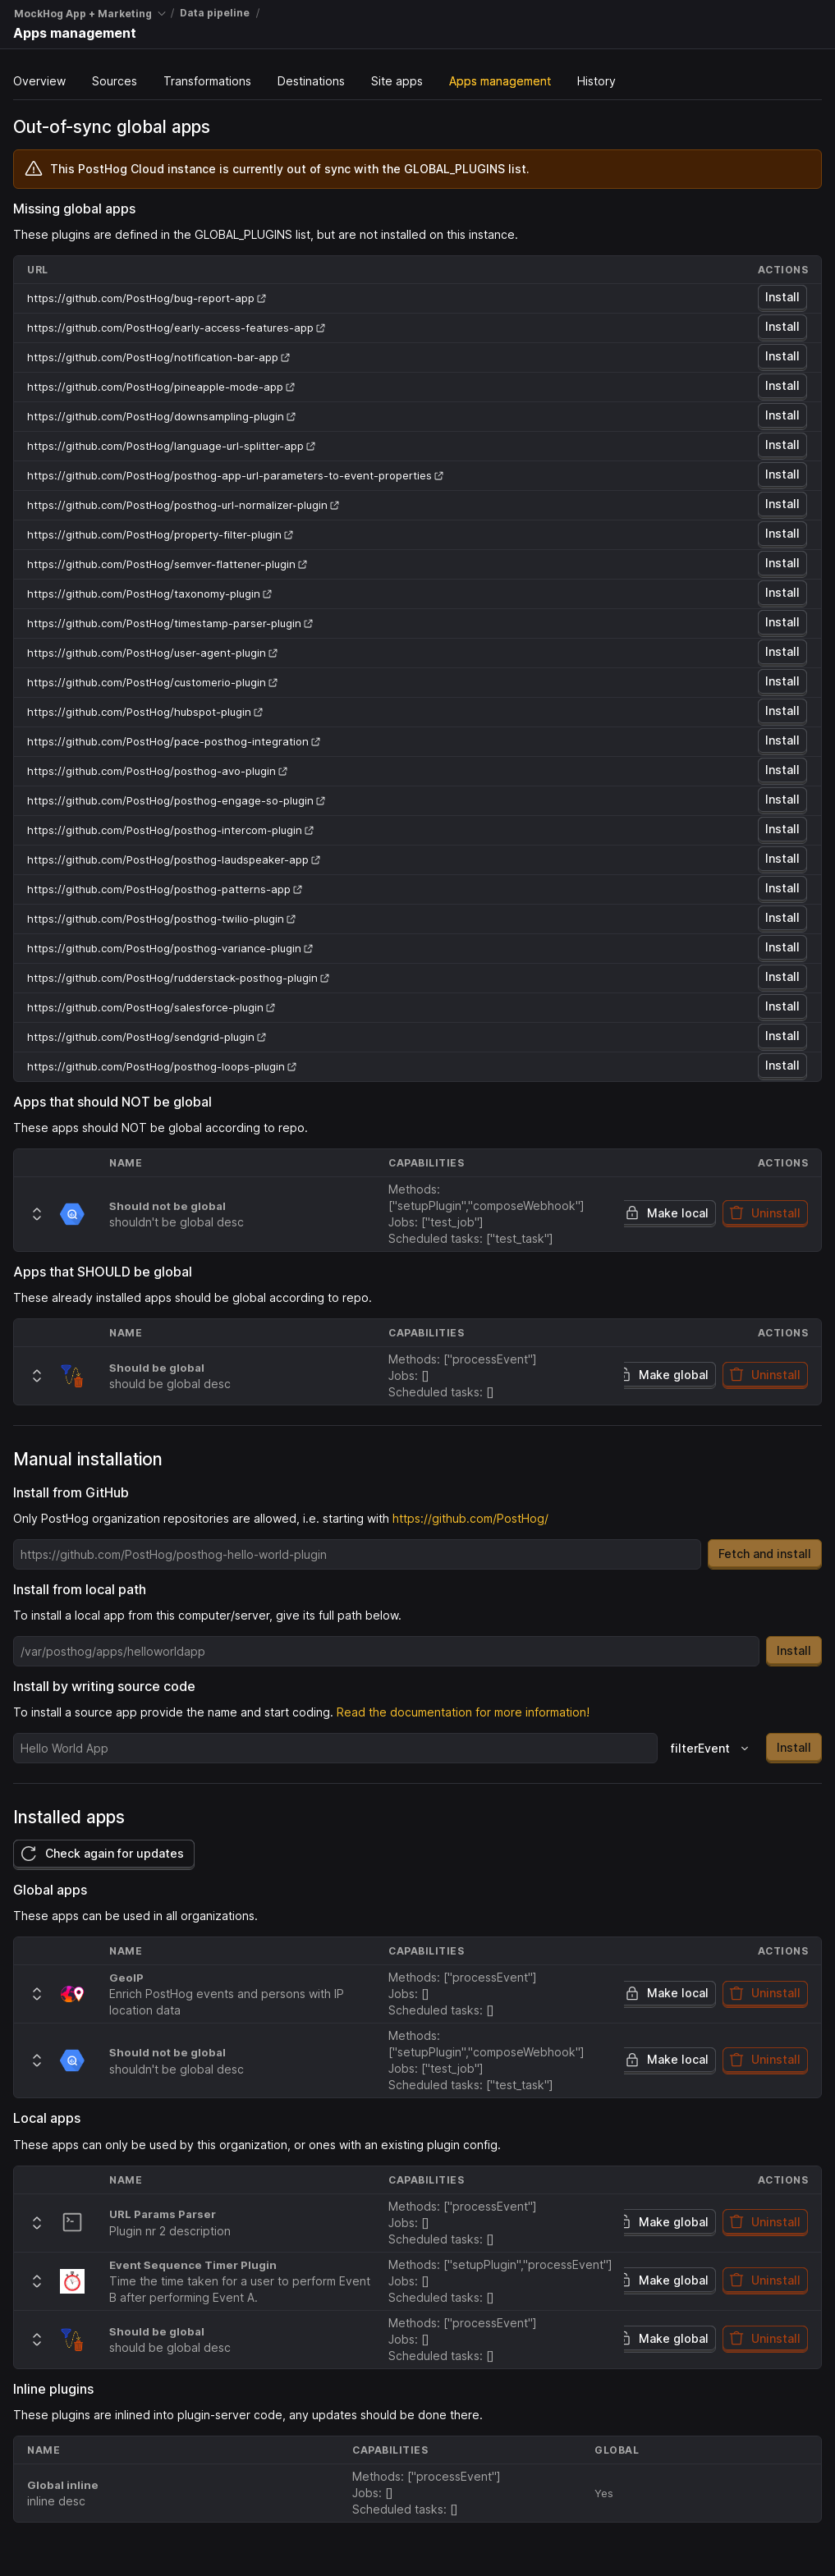 MockHog App + Marketing / Data pipeline /
Apps management
Overview Sources Transformations Destinations Site apps Apps management History
Out-of-sync global apps
This PostHog Cloud instance is currently out of sync with the GLOBAL_PLUGINS list.
Missing global apps
These plugins are defined in the GLOBAL_PLUGINS list, but are not installed on this instance.
URL ACTIONS
https://github.com/PostHog/bug-report-app Install
https://github.com/PostHog/early-access-features-app Install
https://github.com/PostHog/notification-bar-app Install
https://github.com/PostHog/pineapple-mode-app Install
https://github.com/PostHog/downsampling-plugin Install
https://github.com/PostHog/language-url-splitter-app Install
https://github.com/PostHog/posthog-app-url-parameters-to-event-properties Install
https://github.com/PostHog/posthog-url-normalizer-plugin Install
https://github.com/PostHog/property-filter-plugin Install
https://github.com/PostHog/semver-flattener-plugin Install
https://github.com/PostHog/taxonomy-plugin Install
https://github.com/PostHog/timestamp-parser-plugin Install
https://github.com/PostHog/user-agent-plugin Install
https://github.com/PostHog/customerio-plugin Install
https://github.com/PostHog/hubspot-plugin Install
https://github.com/PostHog/pace-posthog-integration Install
https://github.com/PostHog/posthog-avo-plugin Install
https://github.com/PostHog/posthog-engage-so-plugin Install
https://github.com/PostHog/posthog-intercom-plugin Install
https://github.com/PostHog/posthog-laudspeaker-app Install
https://github.com/PostHog/posthog-patterns-app Install
https://github.com/PostHog/posthog-twilio-plugin Install
https://github.com/PostHog/posthog-variance-plugin Install
https://github.com/PostHog/rudderstack-posthog-plugin Install
https://github.com/PostHog/salesforce-plugin Install
https://github.com/PostHog/sendgrid-plugin Install
https://github.com/PostHog/posthog-loops-plugin Install
Apps that should NOT be global
These apps should NOT be global according to repo.
NAME CAPABILITIES ACTIONS
Should not be global
shouldn't be global desc
Methods:
["setupPlugin","composeWebhook"]
Jobs: ["test_job"]
Scheduled tasks: ["test_task"]
Make local Uninstall
Apps that SHOULD be global
These already installed apps should be global according to repo.
NAME CAPABILITIES ACTIONS
Should be global
should be global desc
Methods: ["processEvent"]
Jobs: []
Scheduled tasks: []
Make global Uninstall
Manual installation
Install from GitHub
Only PostHog organization repositories are allowed, i.e. starting with https://github.com/PostHog/
https://github.com/PostHog/posthog-hello-world-plugin Fetch and install
Install from local path
To install a local app from this computer/server, give its full path below.
/var/posthog/apps/helloworldapp Install
Install by writing source code
To install a source app provide the name and start coding. Read the documentation for more information!
Hello World App filterEvent Install
Installed apps
Check again for updates
Global apps
These apps can be used in all organizations.
NAME CAPABILITIES ACTIONS
GeoIP
Enrich PostHog events and persons with IP
location data
Methods: ["processEvent"]
Jobs: []
Scheduled tasks: []
Make local Uninstall
Should not be global
shouldn't be global desc
Methods:
["setupPlugin","composeWebhook"]
Jobs: ["test_job"]
Scheduled tasks: ["test_task"]
Make local Uninstall
Local apps
These apps can only be used by this organization, or ones with an existing plugin config.
NAME CAPABILITIES ACTIONS
URL Params Parser
Plugin nr 2 description
Methods: ["processEvent"]
Jobs: []
Scheduled tasks: []
Make global Uninstall
Event Sequence Timer Plugin
Time the time taken for a user to perform Event
B after performing Event A.
Methods: ["setupPlugin","processEvent"]
Jobs: []
Scheduled tasks: []
Make global Uninstall
Should be global
should be global desc
Methods: ["processEvent"]
Jobs: []
Scheduled tasks: []
Make global Uninstall
Inline plugins
These plugins are inlined into plugin-server code, any updates should be done there.
NAME CAPABILITIES GLOBAL
Global inline
inline desc
Methods: ["processEvent"]
Jobs: []
Scheduled tasks: []
Yes